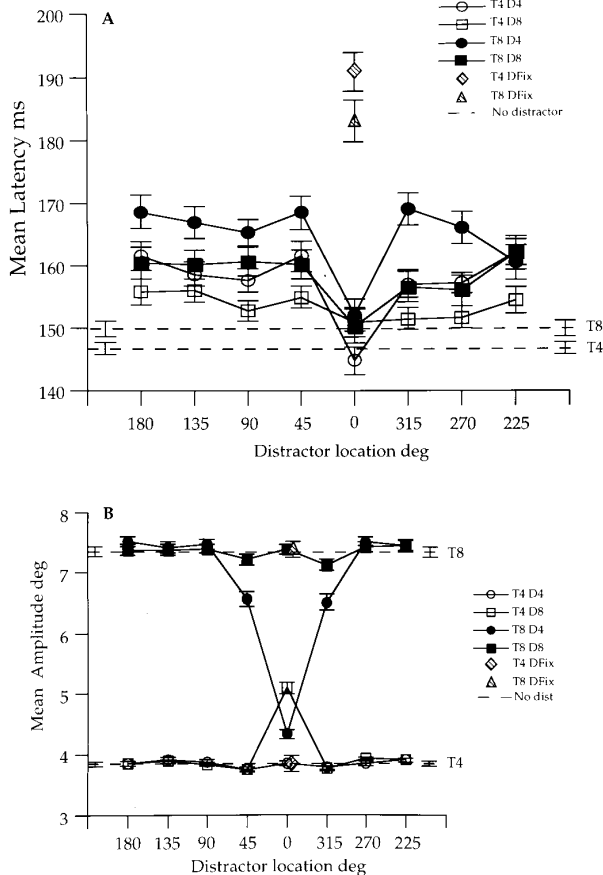 A
T4 D4
T4 D8
T8 D4
T8 D8
T4 DFix
T8 DFix
No distractor
Mean Latency ms
200
190
180
170
160
150
140
T8
T4
180 135 90 45 0 315 270 225
Distractor location deg
B
Mean Amplitude deg
8
7
6
5
4
3
T8
T4
T4 D4
T4 D8
T8 D4
T8 D8
T4 DFix
T8 DFix
No dist
180 135 90 45 0 315 270 225
Distractor location deg